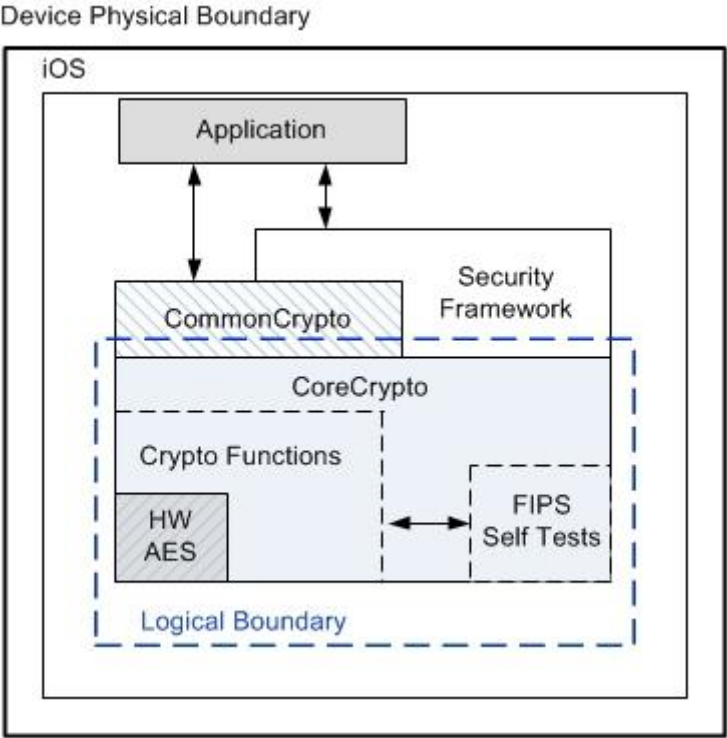 Device Physical Boundary
iOS
Application
Security
Framework
CommonCrypto
CoreCrypto
Crypto Functions
HW
AES
FIPS
Self Tests
Logical Boundary